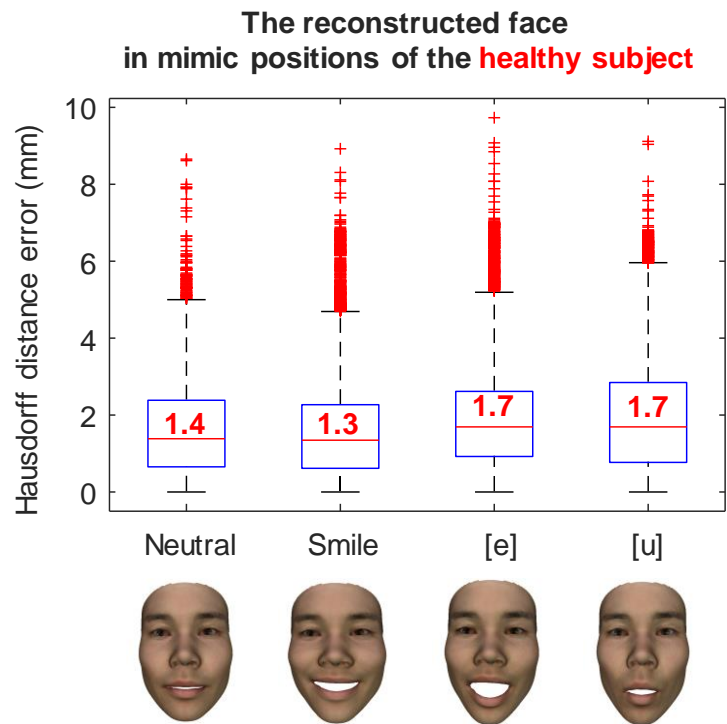 The reconstructed face
in mimic positions of the healthy subject
Hausdorff distance error (mm)
10
8
6
4
2
0
1.4
1.3
1.7
1.7
Neutral
Smile
[e]
[u]